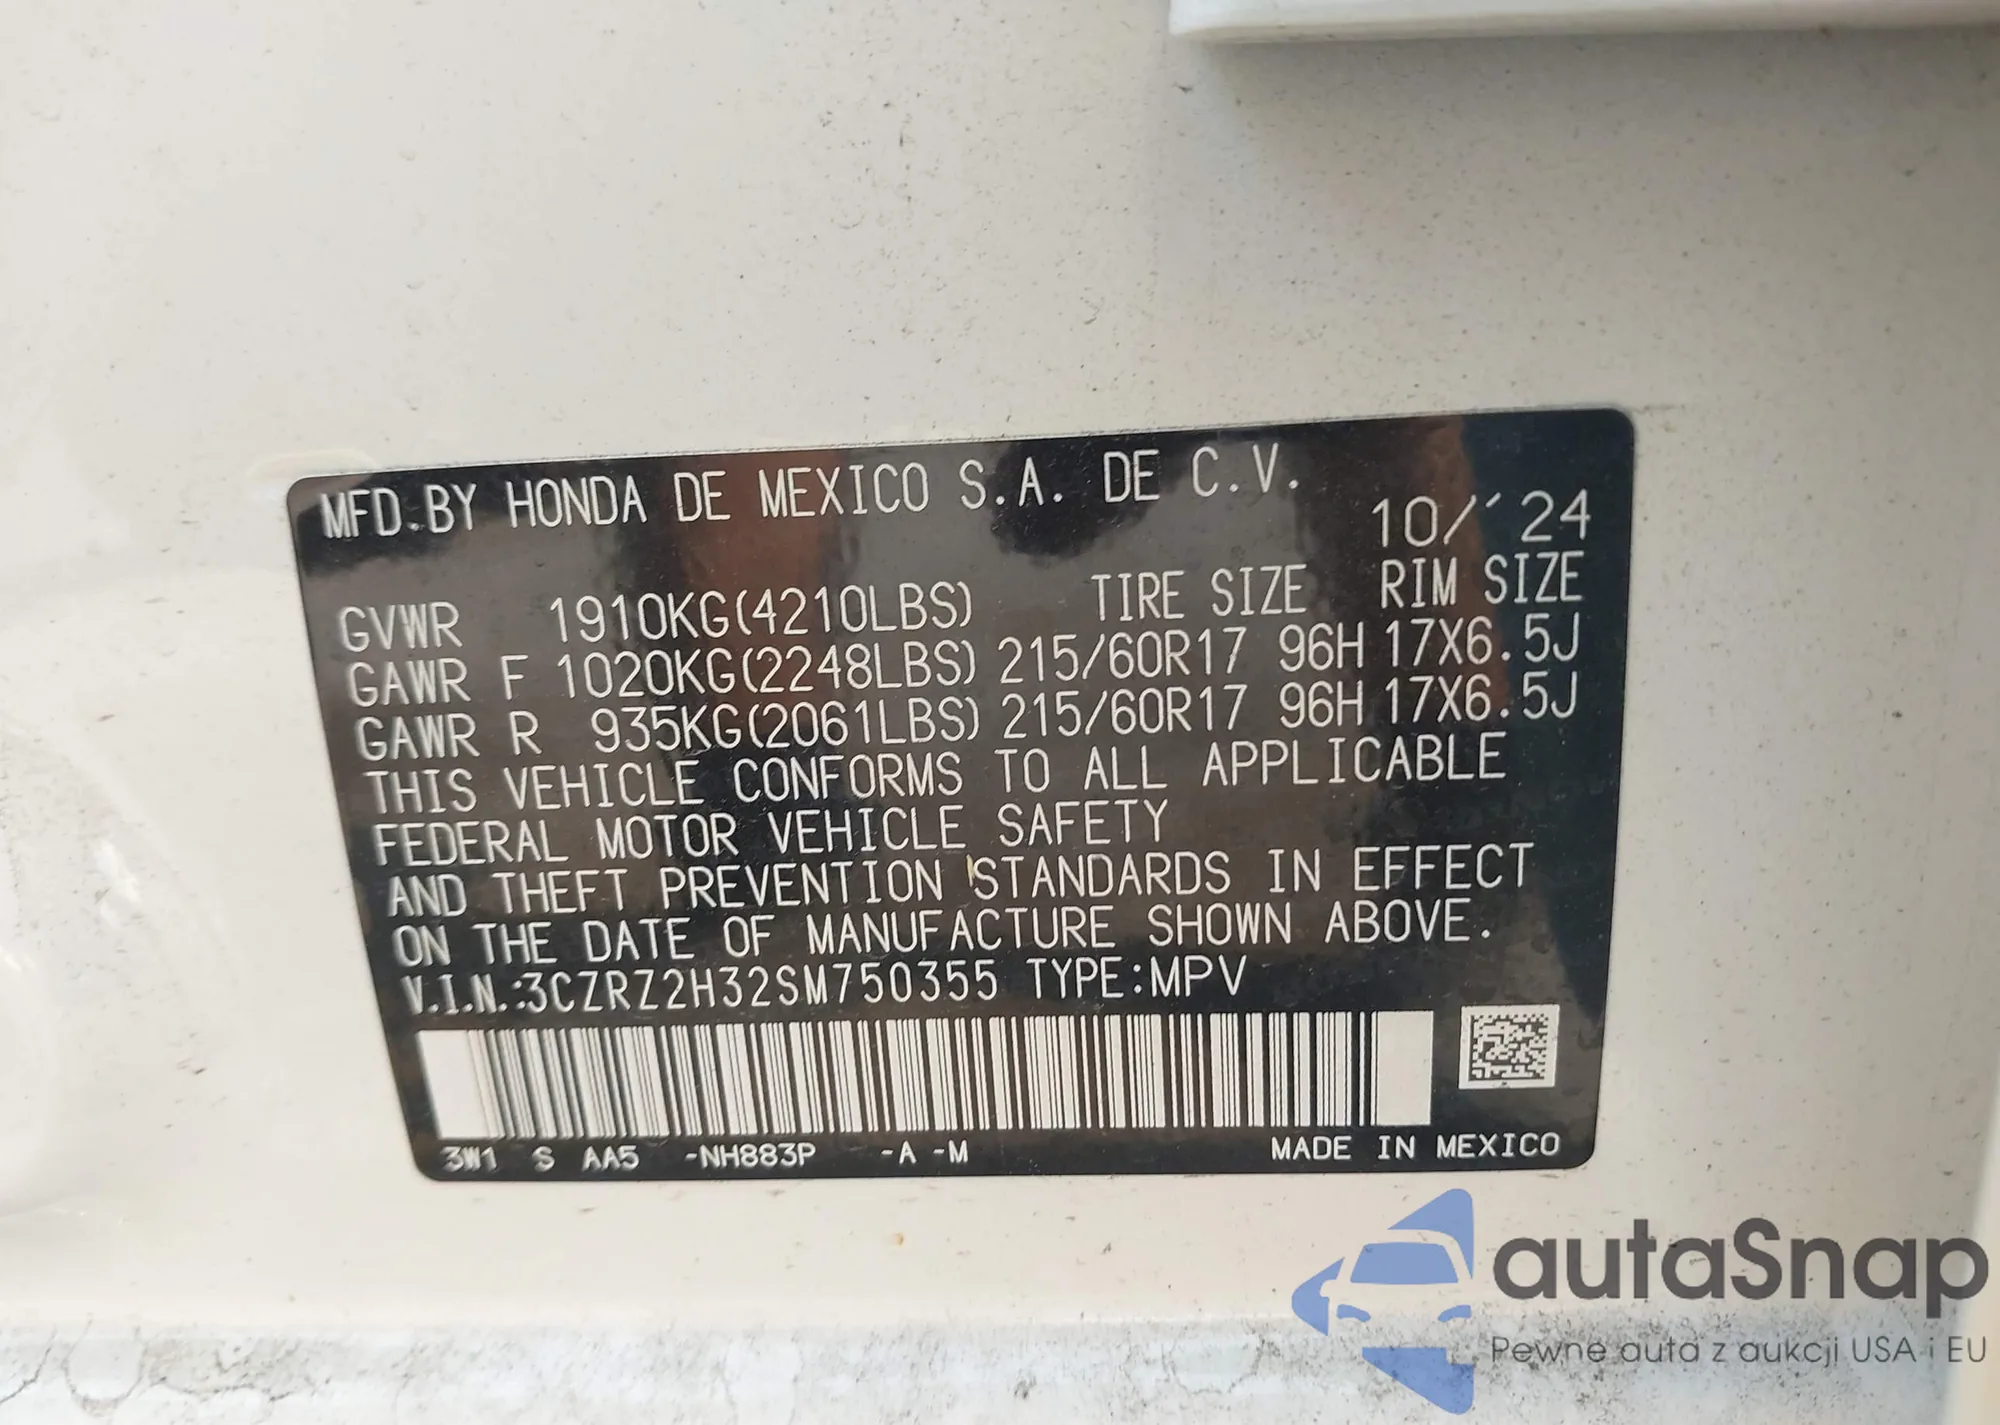 MFD.BY HONDA DE MEXICO S.A. DE C.V.
10/'24
GVWR 1910KG(4210LBS) TIRE SIZE RIM SIZE
GAWR F 1020KG(2248LBS) 215/60R17 96H 17X6.5J
GAWR R 935KG(2061LBS) 215/60R17 96H 17X6.5J
THIS VEHICLE CONFORMS TO ALL APPLICABLE
FEDERAL MOTOR VEHICLE SAFETY
AND THEFT PREVENTION STANDARDS IN EFFECT
ON THE DATE OF MANUFACTURE SHOWN ABOVE.
V.I.N.:3CZRZ2H32SM750355 TYPE:MPV
3W1 S AA5 -NH883P -A -M MADE IN MEXICO
autaSnap
Pewne auta z aukcji USA i EU